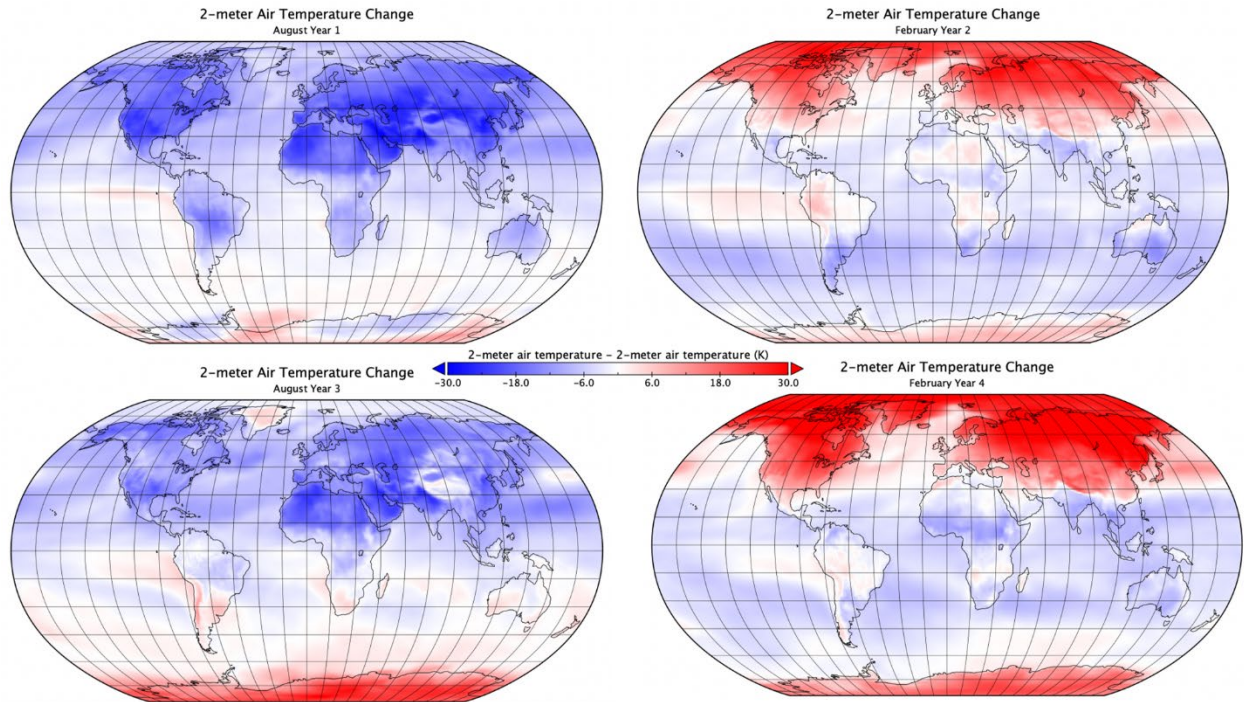 2-meter Air Temperature Change
August Year 1
2-meter Air Temperature Change
February Year 2
2-meter air temperature - 2-meter air temperature (K)
-30.0 -18.0 -6.0 6.0 18.0 30.0
2-meter Air Temperature Change
August Year 3
2-meter Air Temperature Change
February Year 4